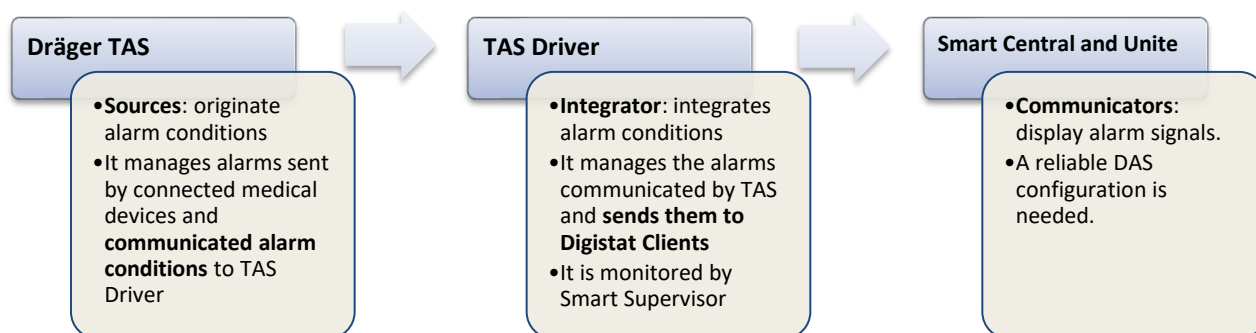 Dräger TAS
•Sources: originate
alarm conditions
•It manages alarms sent
by connected medical
devices and
communicated alarm
conditions to TAS
Driver
TAS Driver
•Integrator: integrates
alarm conditions
•It manages the alarms
communicated by TAS
and sends them to
Digistat Clients
•It is monitored by
Smart Supervisor
Smart Central and Unite
•Communicators:
display alarm signals.
•A reliable DAS
configuration is
needed.